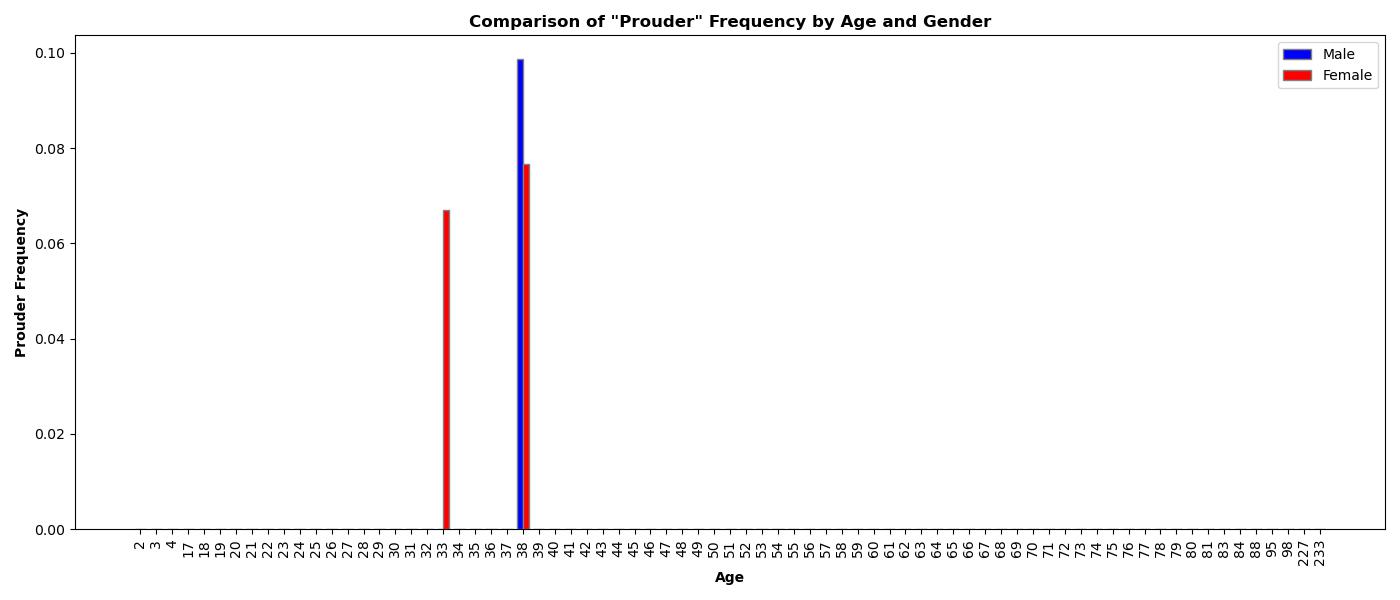 Comparison of "Prouder" Frequency by Age and Gender
Male
Female
Prouder Frequency
0.10
0.08
0.06
0.04
0.02
0.00
2 3 4 17 18 19 20 21 22 23 24 25 26 27 28 29 30 31 32 33 34 35 36 37 38 39 40 41 42 43 44 45 46 47 48 49 50 51 52 53 54 55 56 57 58 59 60 61 62 63 64 65 66 67 68 69 70 71 72 73 74 75 76 77 78 79 80 81 83 84 88 95 98 227 233
Age